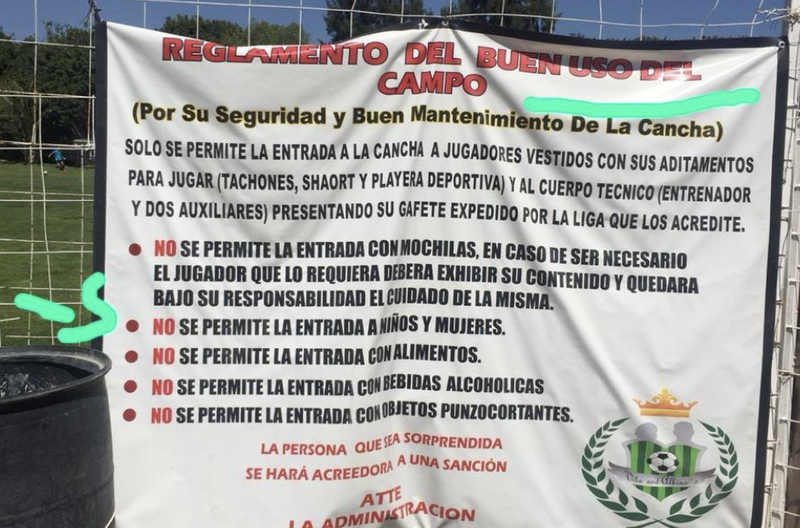 REGLAMENTO DEL BUEN USO DEL
CAMPO
(Por Su Seguridad y Buen Mantenimiento De La Cancha)
SOLO SE PERMITE LA ENTRADA A LA CANCHA A JUGADORES VESTIDOS CON SUS ADITAMENTOS
PARA JUGAR (TACHONES, SHAORT Y PLAYERA DEPORTIVA) Y AL CUERPO TECNICO (ENTRENADOR
Y DOS AUXILIARES) PRESENTANDO SU GAFETE EXPEDIDO POR LA LIGA QUE LOS ACREDITE.
• NO SE PERMITE LA ENTRADA CON MOCHILAS, EN CASO DE SER NECESARIO
EL JUGADOR QUE LO REQUIERA DEBERA EXHIBIR SU CONTENIDO Y QUEDARA
BAJO SU RESPONSABILIDAD EL CUIDADO DE LA MISMA.
• NO SE PERMITE LA ENTRADA A NIÑOS Y MUJERES.
• NO SE PERMITE LA ENTRADA CON ALIMENTOS.
• NO SE PERMITE LA ENTRADA CON BEBIDAS ALCOHOLICAS
• NO SE PERMITE LA ENTRADA CON OBJETOS PUNZOCORTANTES.
LA PERSONA QUE SEA SORPRENDIDA
SE HARÁ ACREEDORA A UNA SANCIÓN
ATTE
LA ADMINISTRACION